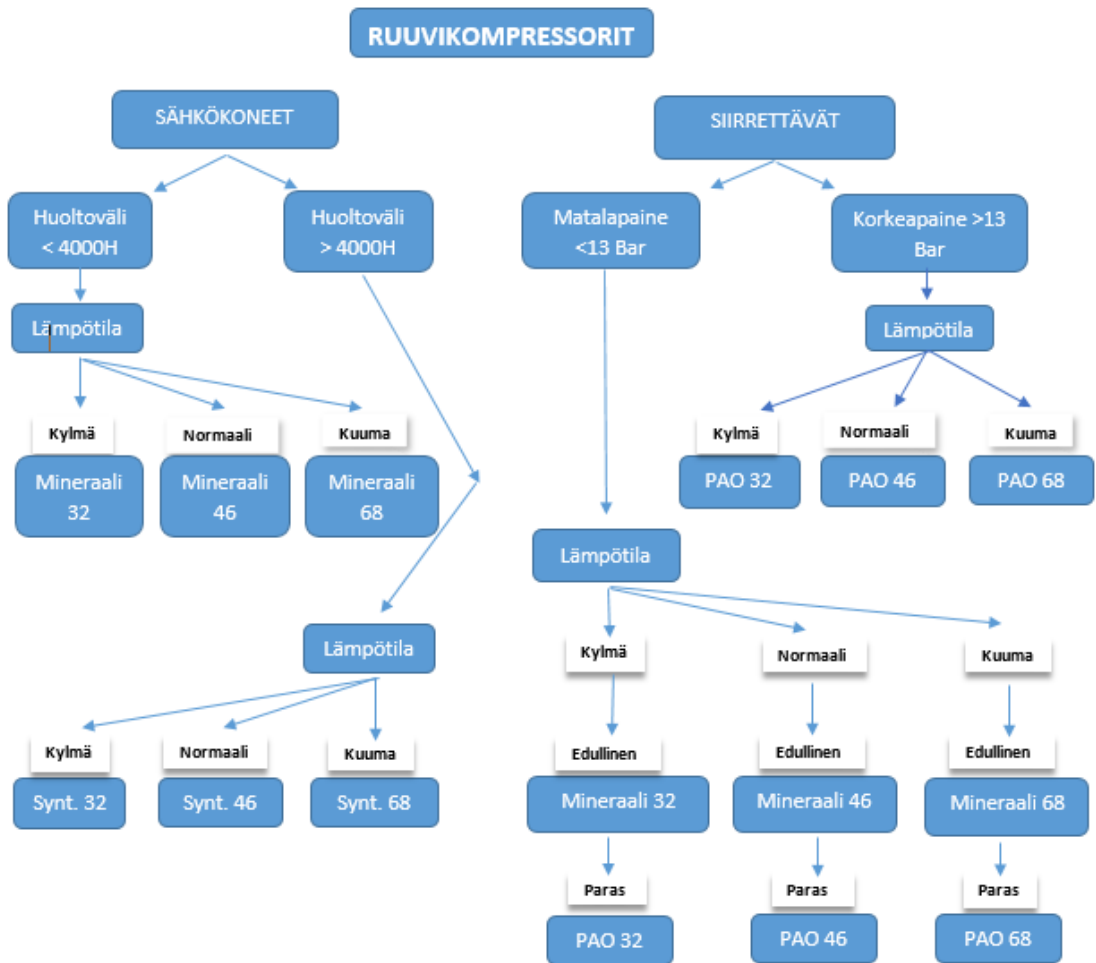 RUUVIKOMPRESSORIT
SÄHKÖKONEET
SIIRRETTÄVÄT
Huoltoväli
< 4000H
Huoltoväli
> 4000H
Matalapaine
<13 Bar
Korkeapaine >13
Bar
Lämpötila
Lämpötila
Kylmä
Normaali
Kuuma
Kylmä
Normaali
Kuuma
Mineraali
32
Mineraali
46
Mineraali
68
PAO 32
PAO 46
PAO 68
Lämpötila
Lämpötila
Kylmä
Normaali
Kuuma
Kylmä
Normaali
Kuuma
Synt. 32
Synt. 46
Synt. 68
Edullinen
Edullinen
Edullinen
Mineraali 32
Mineraali 46
Mineraali 68
Paras
Paras
Paras
PAO 32
PAO 46
PAO 68